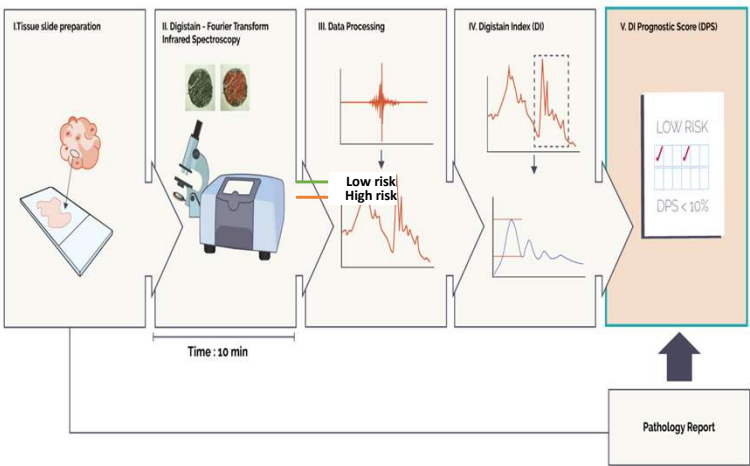 I.Tissue slide preparation
II. Digistain - Fourier Transform
Infrared Spectroscopy
III. Data Processing
IV. Digistain Index (DI)
V. DI Prognostic Score (DPS)
Low risk
High risk
LOW RISK
DPS < 10%
Time : 10 min
Pathology Report